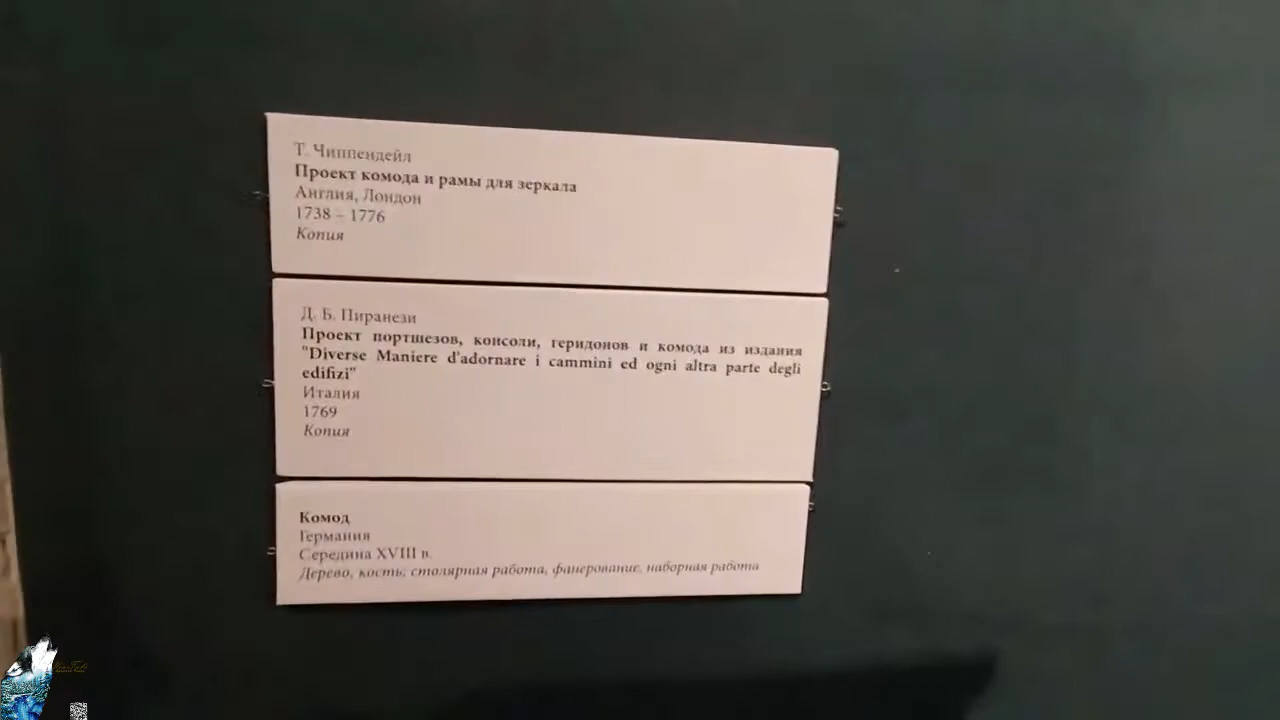 Т. Чиппендейл
Проект комода и рамы для зеркала
Англия, Лондон
1738 – 1776
Копия
Д. Б. Пиранези
Проект портшезов, консоли, геридонов и комода из издания
"Diverse Maniere d'adornare i cammini ed ogni altra parte degli
edifizi"
Италия
1769
Копия
Комод
Германия
Середина XVIII в.
Дерево, кость; столярная работа, фанерование, наборная работа